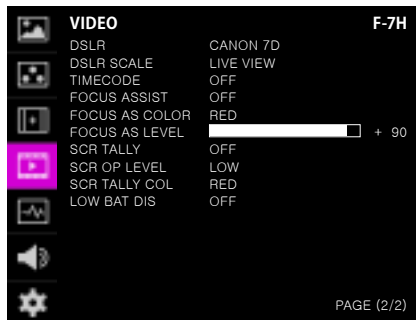 VIDEO F-7H
DSLR CANON 7D
DSLR SCALE LIVE VIEW
TIMECODE OFF
FOCUS ASSIST OFF
FOCUS AS COLOR RED
FOCUS AS LEVEL + 90
SCR TALLY OFF
SCR OP LEVEL LOW
SCR TALLY COL RED
LOW BAT DIS OFF
PAGE (2/2)